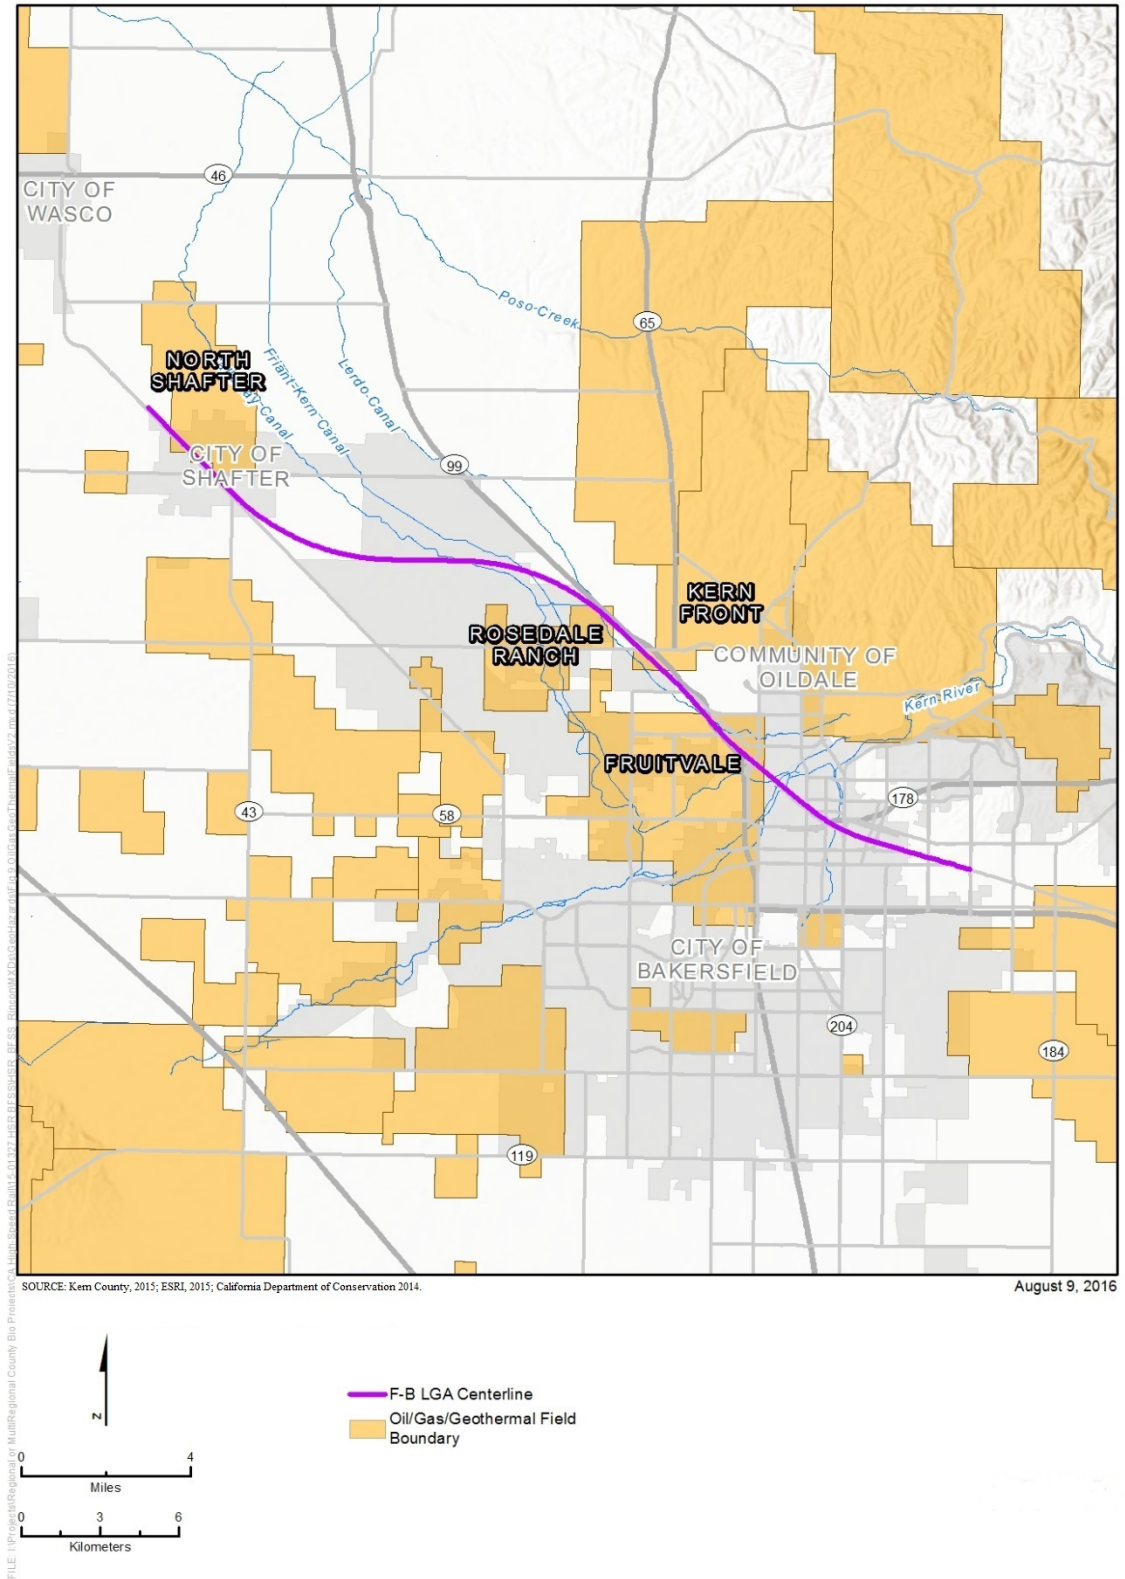 46
CITY OF
WASCO
Poso-Creek
65
NORTH
SHAFTER
Friant-Kern-Canal
Lerdo-Canal
CITY OF
SHAFTER
99
KERN
FRONT
ROSEDALE
RANCH
COMMUNITY OF
OILDALE
Kern-River
FRUITVALE
178
43
58
CITY OF
BAKERSFIELD
204
184
119
SOURCE: Kern County, 2015; ESRI, 2015; California Department of Conservation 2014.
August 9, 2016
Z
F-B LGA Centerline
Oil/Gas/Geothermal Field
Boundary
0 4
Miles
0 3 6
Kilometers